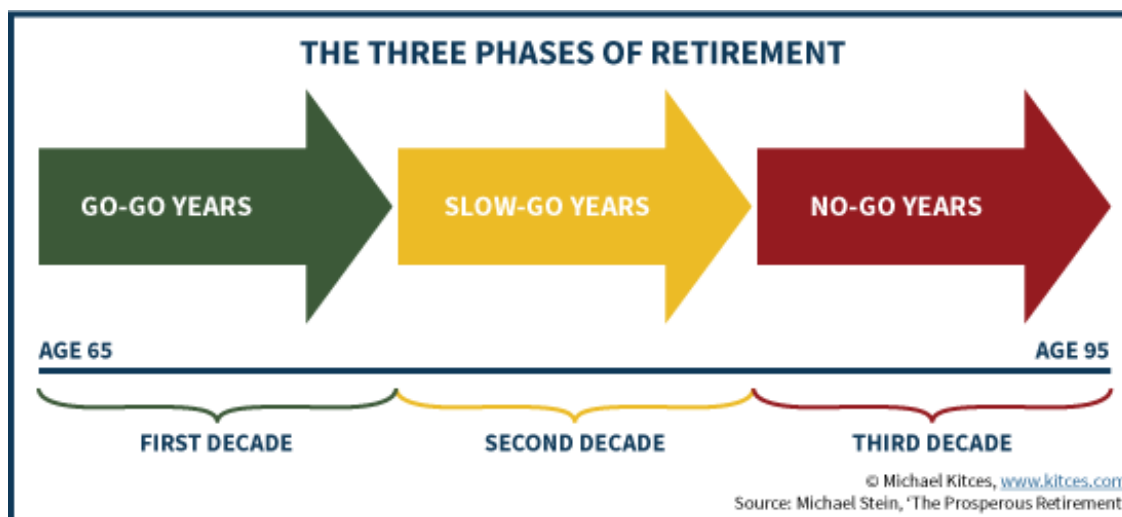 THE THREE PHASES OF RETIREMENT
GO-GO YEARS
SLOW-GO YEARS
NO-GO YEARS
AGE 65
AGE 95
FIRST DECADE
SECOND DECADE
THIRD DECADE
© Michael Kitces, www.kitces.com
Source: Michael Stein, ‘The Prosperous Retirement